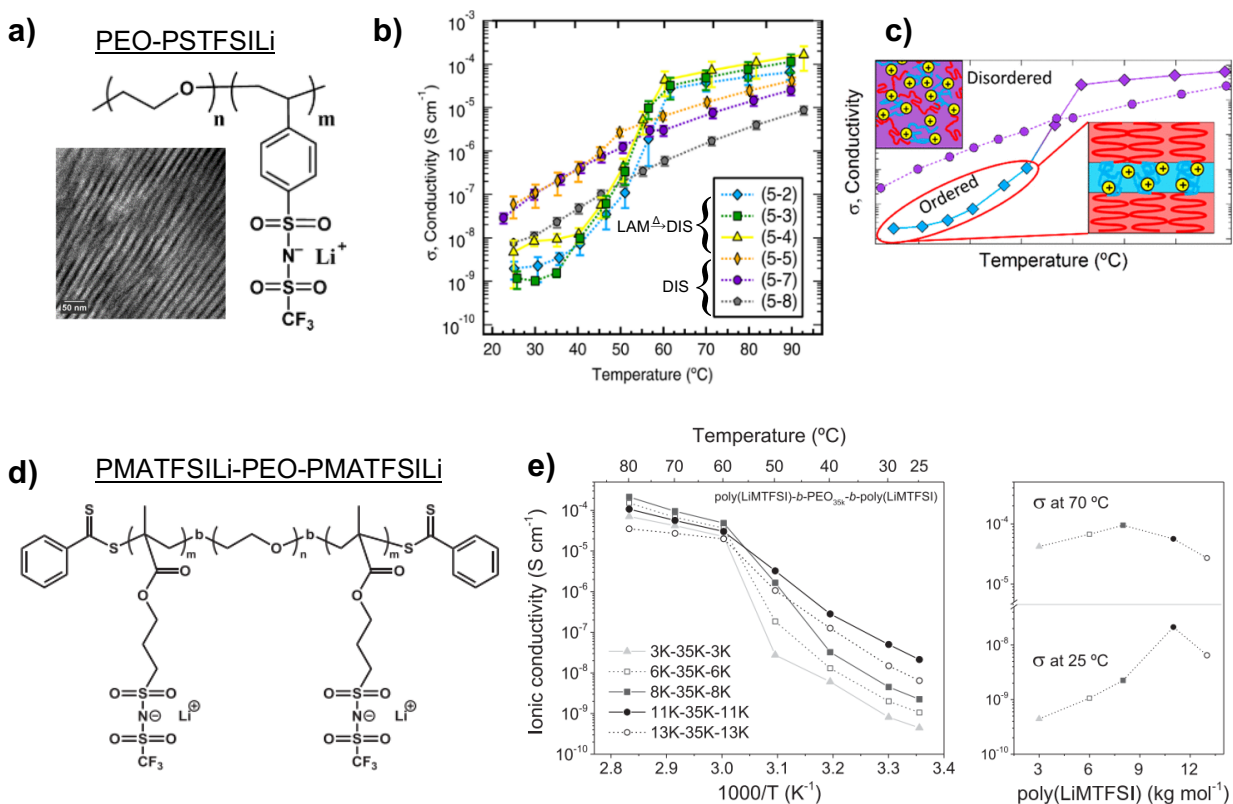 a)
PEO-PSTFSILi
O
n
m
50 nm
O=S=O
N⁻ Li⁺
O=S=O
CF₃
b)
σ, Conductivity (S cm⁻¹)
10⁻³
10⁻⁴
10⁻⁵
10⁻⁶
10⁻⁷
10⁻⁸
10⁻⁹
10⁻¹⁰
20 30 40 50 60 70 80 90
Temperature (ºC)
LAM Δ→ DIS
DIS
(5-2)
(5-3)
(5-4)
(5-5)
(5-7)
(5-8)
c)
σ, Conductivity
Disordered
Ordered
Temperature (ºC)
d)
PMATFSILi-PEO-PMATFSILi
S
S
m
b
O
n
b
m
S
S
O
O
O
O
O=S=O
N⊖ Li⊕
O=S=O
CF₃
O=S=O
N⊖ Li⊕
O=S=O
CF₃
e)
Temperature (ºC)
80 70 60 50 40 30 25
poly(LiMTFSI)-b-PEO₃₅ₖ-b-poly(LiMTFSI)
Ionic conductivity (S cm⁻¹)
10⁻³
10⁻⁴
10⁻⁵
10⁻⁶
10⁻⁷
10⁻⁸
10⁻⁹
10⁻¹⁰
3K-35K-3K
6K-35K-6K
8K-35K-8K
11K-35K-11K
13K-35K-13K
2.8 2.9 3.0 3.1 3.2 3.3 3.4
1000/T (K⁻¹)
σ at 70 ºC
10⁻⁴
10⁻⁵
σ at 25 ºC
10⁻⁸
10⁻¹⁰
3 6 9 12
poly(LiMTFSI) (kg mol⁻¹)